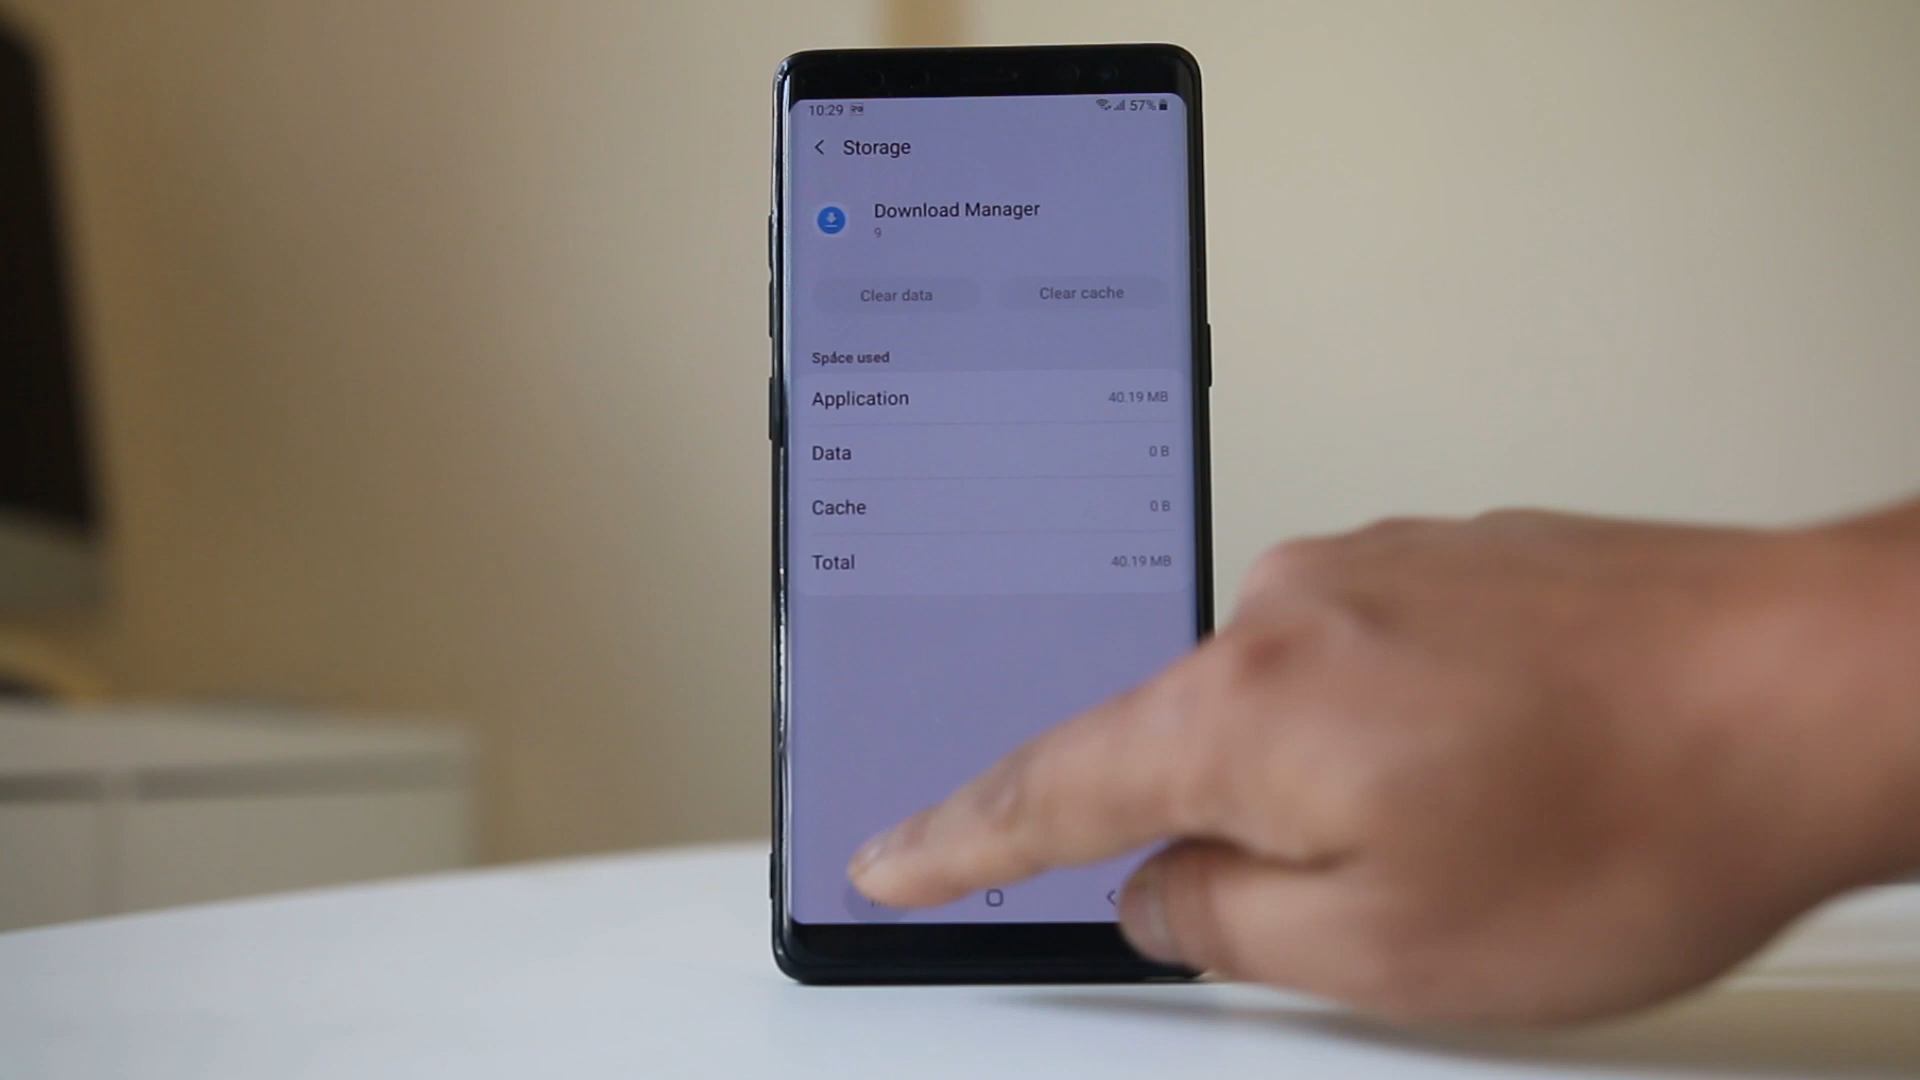 10:29 57%
Storage
Download Manager
9
Clear data Clear cache
Space used
Application 40.19 MB
Data 0 B
Cache 0 B
Total 40.19 MB